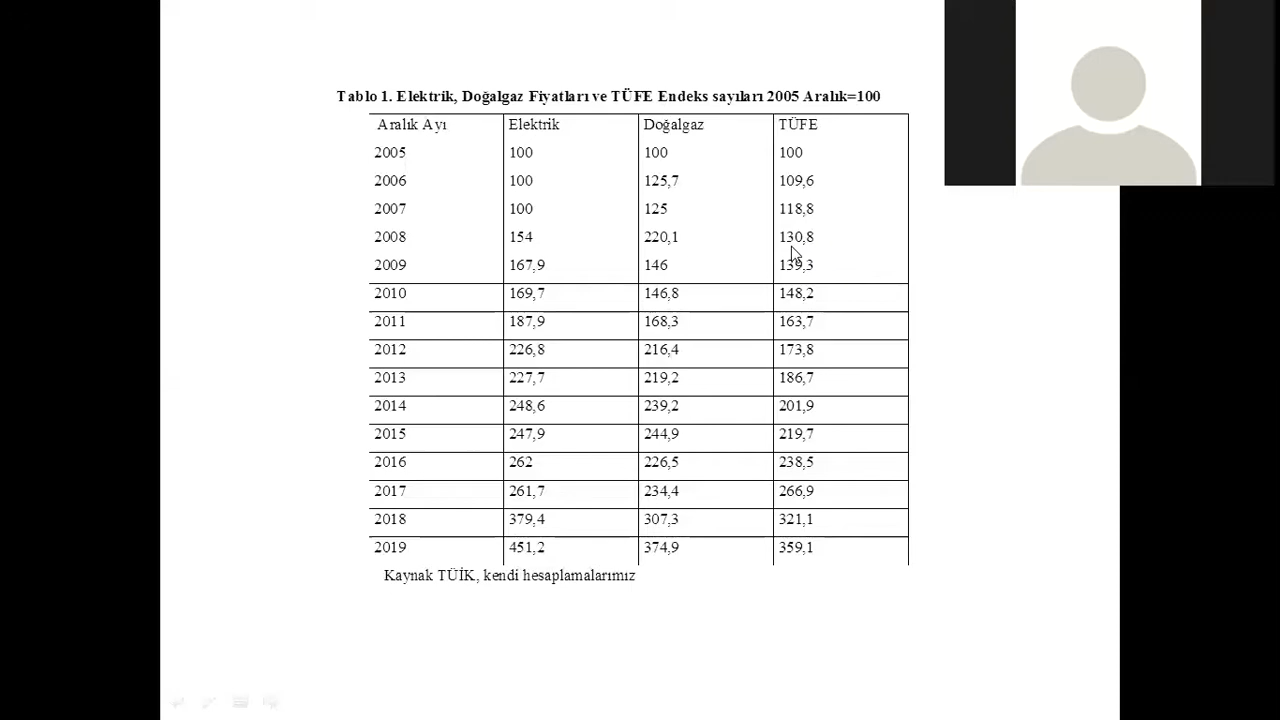 Tablo 1. Elektrik, Doğalgaz Fiyatları ve TÜFE Endeks sayıları 2005 Aralık=100
Aralık Ayı Elektrik Doğalgaz TÜFE
2005 100 100 100
2006 100 125,7 109,6
2007 100 125 118,8
2008 154 220,1 130,8
2009 167,9 146 139,3
2010 169,7 146,8 148,2
2011 187,9 168,3 163,7
2012 226,8 216,4 173,8
2013 227,7 219,2 186,7
2014 248,6 239,2 201,9
2015 247,9 244,9 219,7
2016 262 226,5 238,5
2017 261,7 234,4 266,9
2018 379,4 307,3 321,1
2019 451,2 374,9 359,1
Kaynak TÜİK, kendi hesaplamalarımız